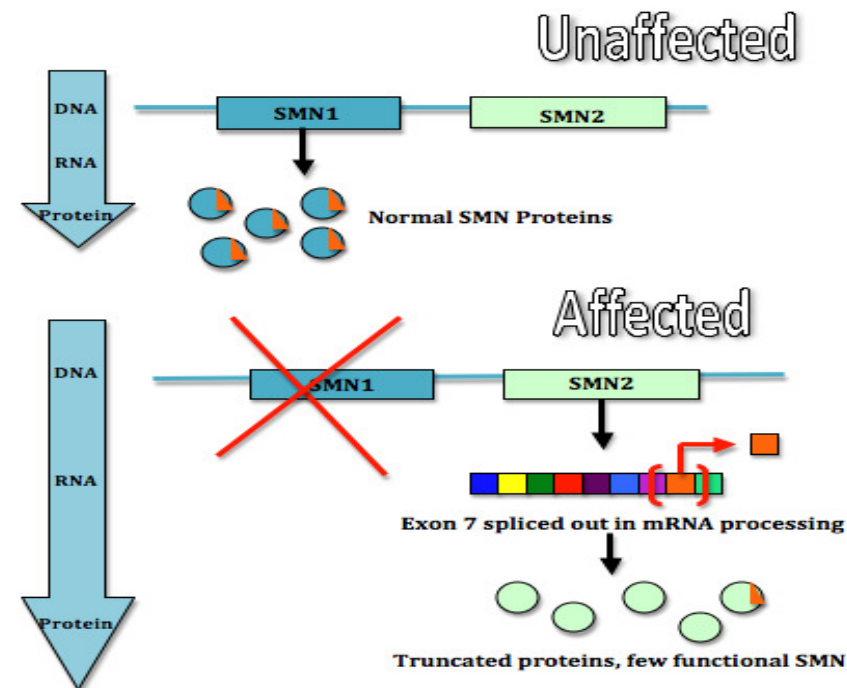 Unaffected
DNA
SMN1
SMN2
RNA
Protein
Normal SMN Proteins
Affected
DNA
SMN1
SMN2
RNA
Exon 7 spliced out in mRNA processing
Protein
Truncated proteins, few functional SMN